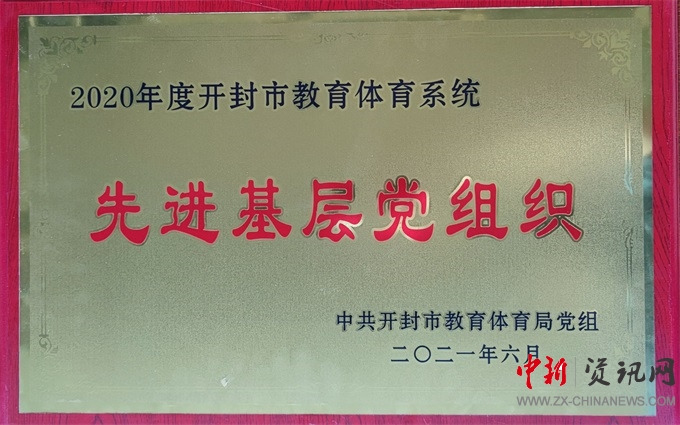 2020年度开封市教育体育系统
先进基层党组织
中共开封市教育体育局党组
二〇二一年六月
中新 资讯网
WWW.ZX-CHINANEWS.COM